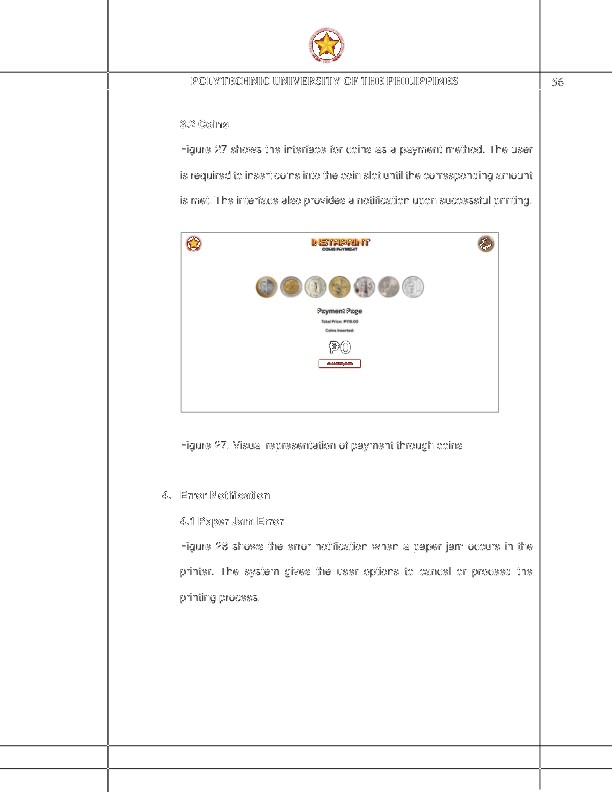 POLYTECHNIC UNIVERSITY OF THE PHILIPPINES
56
3.2 Coins
Figure 27 shows the interface for coins as a payment method. The user
is required to insert coins into the coin slot until the corresponding amount
is met. The interface also provides a notification upon successful printing.
INSTAPRINT
COINS PAYMENT
Payment Page
Total Price:
Coins Inserted:
₱0
Figure 27. Visual representation of payment through coins
4. Error Notification
4.1 Paper Jam Error
Figure 28 shows the error notification when a paper jam occurs in the
printer. The system gives the user options to cancel or proceed the
printing process.